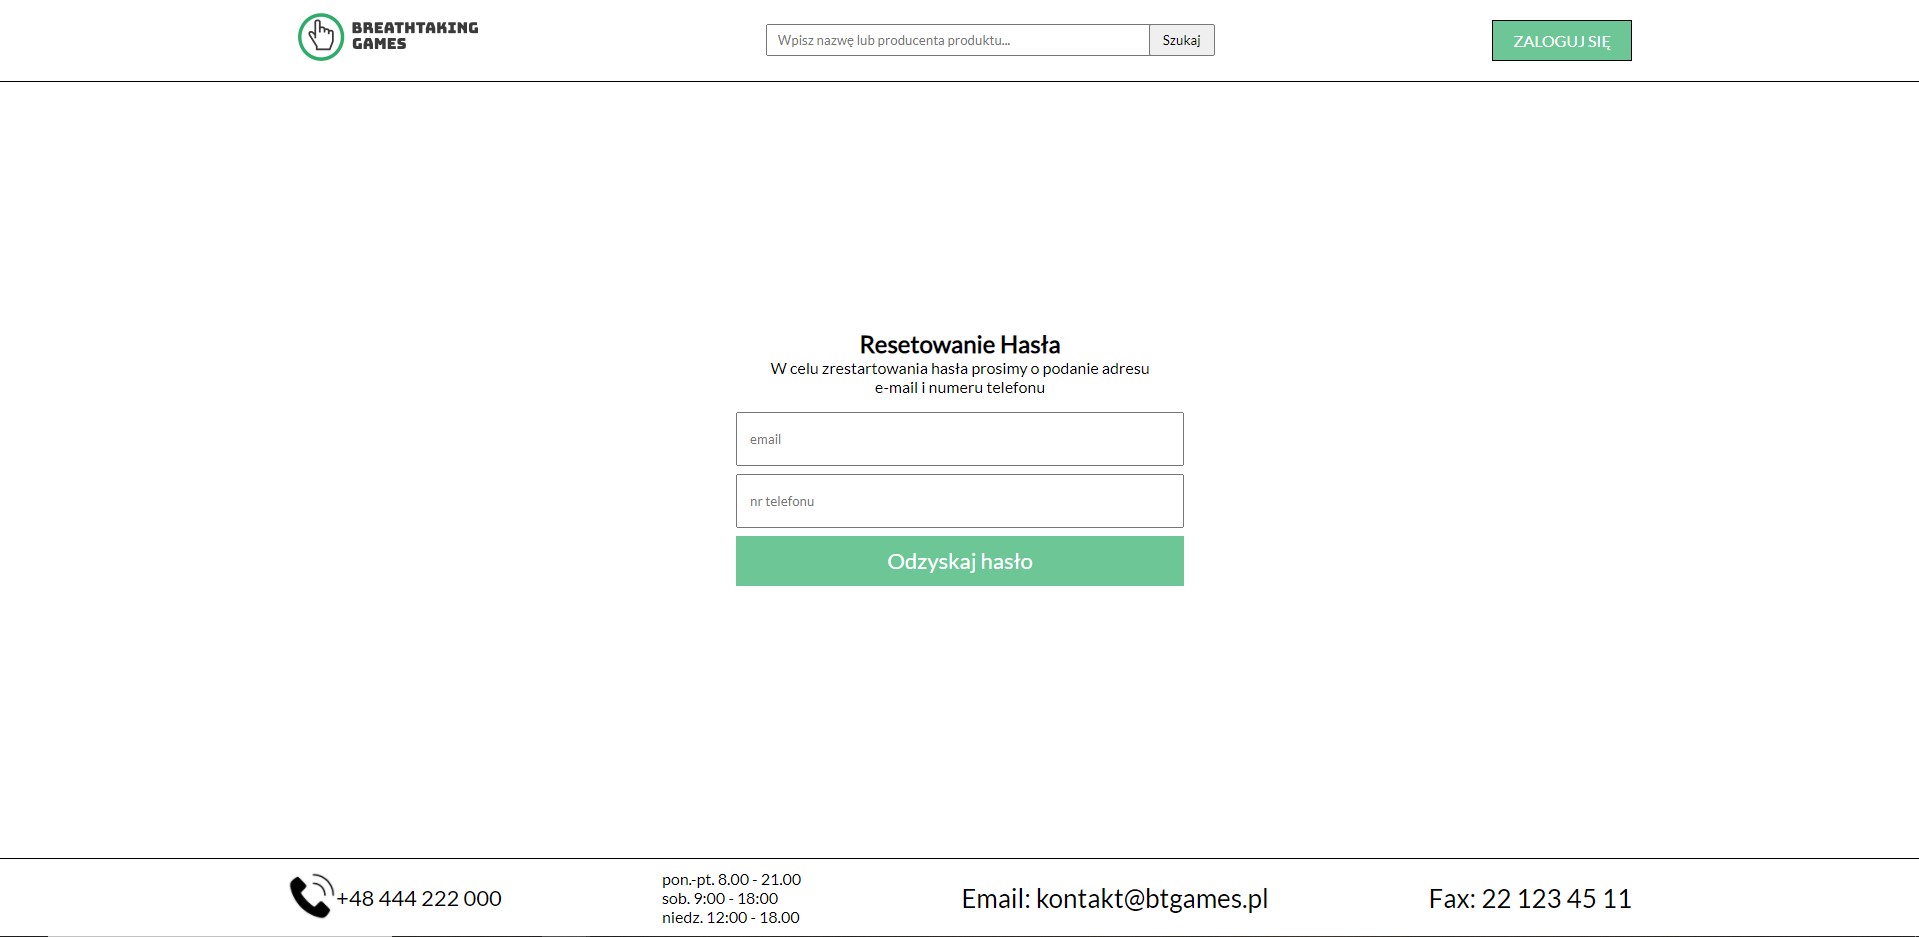 BREATHTAKING
GAMES
Wpisz nazwę lub producenta produktu...
Szukaj
ZALOGUJ SIĘ
Resetowanie Hasła
W celu zrestartowania hasła prosimy o podanie adresu
e-mail i numeru telefonu
email
nr telefonu
Odzyskaj hasło
+48 444 222 000
pon.-pt. 8.00 - 21.00
sob. 9:00 - 18:00
niedz. 12:00 - 18.00
Email: kontakt@btgames.pl
Fax: 22 123 45 11